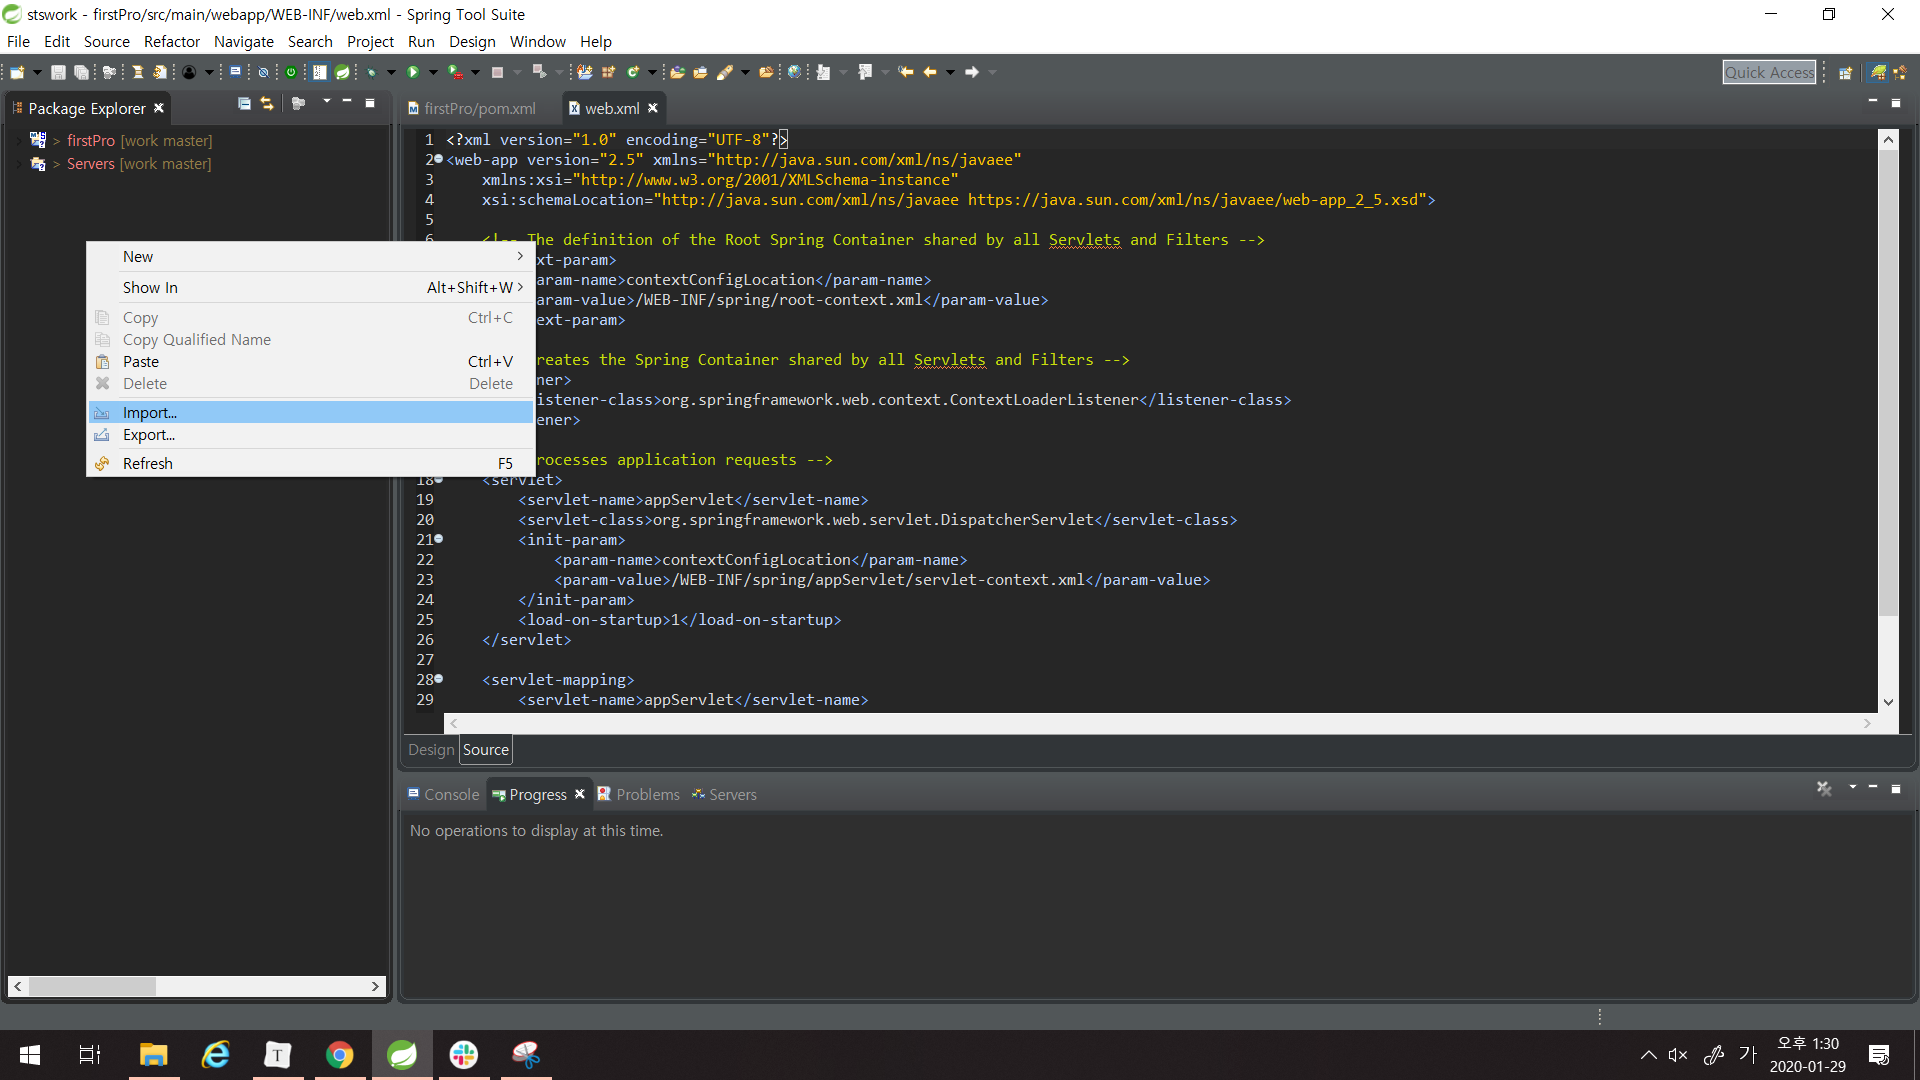 stswork - firstPro/src/main/webapp/WEB-INF/web.xml - Spring Tool Suite
File Edit Source Refactor Navigate Search Project Run Design Window Help
Quick Access
Package Explorer
firstPro/pom.xml web.xml
> firstPro [work master]
> Servers [work master]
New
Show In Alt+Shift+W
Copy Ctrl+C
Copy Qualified Name
Paste Ctrl+V
Delete Delete
Import...
Export...
Refresh F5
1 <?xml version="1.0" encoding="UTF-8"?>
2 <web-app version="2.5" xmlns="http://java.sun.com/xml/ns/javaee"
3 xmlns:xsi="http://www.w3.org/2001/XMLSchema-instance"
4 xsi:schemaLocation="http://java.sun.com/xml/ns/javaee https://java.sun.com/xml/ns/javaee/web-app_2_5.xsd">
5
6 <!-- The definition of the Root Spring Container shared by all Servlets and Filters -->
ext-param>
aram-name>contextConfigLocation</param-name>
aram-value>/WEB-INF/spring/root-context.xml</param-value>
ext-param>
reates the Spring Container shared by all Servlets and Filters -->
ner>
istener-class>org.springframework.web.context.ContextLoaderListener</listener-class>
ener>
rocesses application requests -->
18 <servlet>
19 <servlet-name>appServlet</servlet-name>
20 <servlet-class>org.springframework.web.servlet.DispatcherServlet</servlet-class>
21 <init-param>
22 <param-name>contextConfigLocation</param-name>
23 <param-value>/WEB-INF/spring/appServlet/servlet-context.xml</param-value>
24 </init-param>
25 <load-on-startup>1</load-on-startup>
26 </servlet>
27
28 <servlet-mapping>
29 <servlet-name>appServlet</servlet-name>
Design Source
Console Progress Problems Servers
No operations to display at this time.
T
가
오후 1:30
2020-01-29